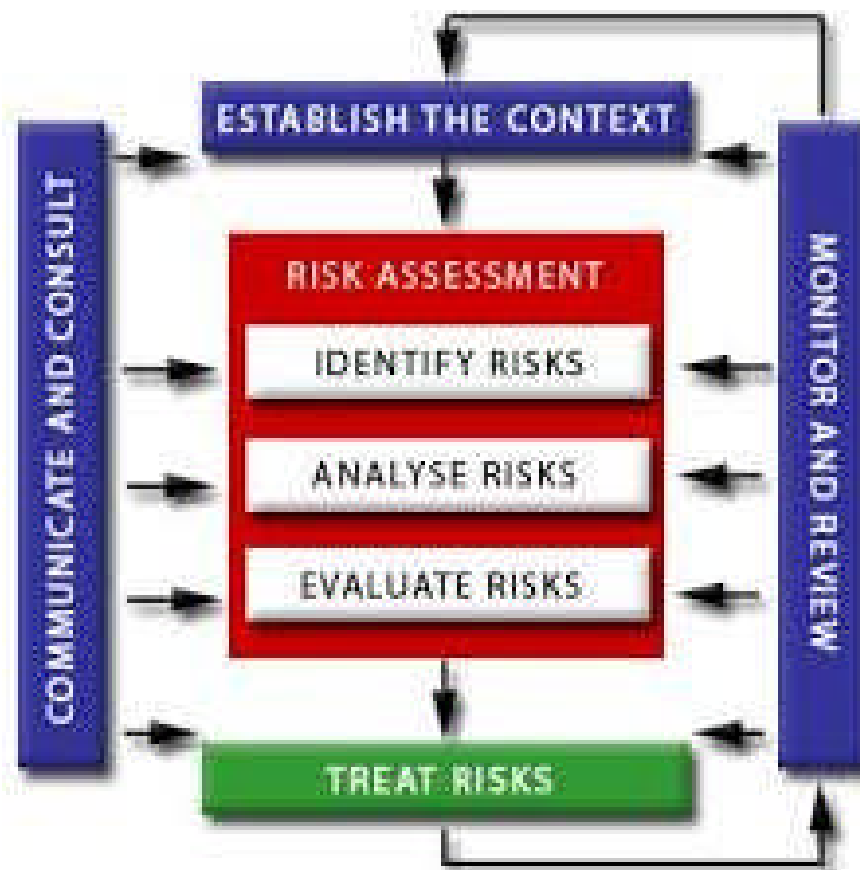 ESTABLISH THE CONTEXT
COMMUNICATE AND CONSULT
RISK ASSESSMENT
IDENTIFY RISKS
ANALYSE RISKS
EVALUATE RISKS
MONITOR AND REVIEW
TREAT RISKS